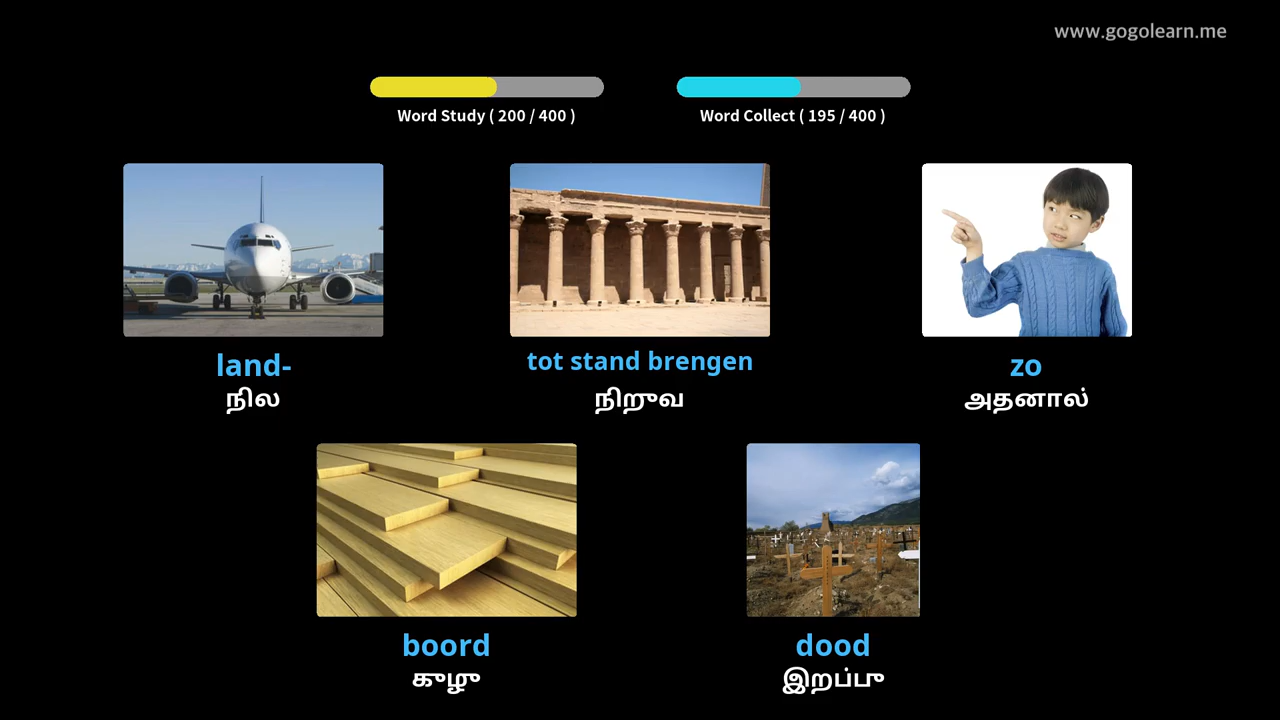 www.gogolearn.me
Word Study ( 200 / 400 )
Word Collect ( 195 / 400 )
land-
நில
tot stand brengen
நிறுவ
zo
அதனால்
boord
குழு
dood
இறப்பு